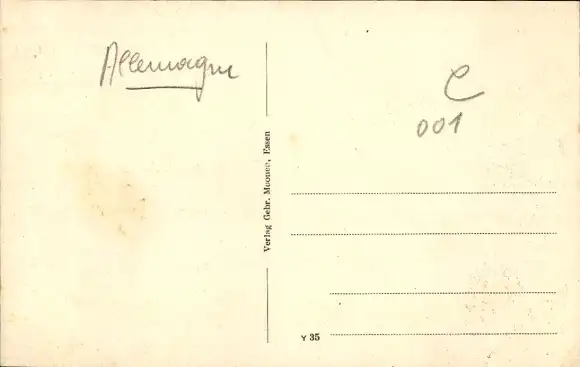 Allemagne
C
001
Verlag Gebr. Moonen, Essen
Y 35